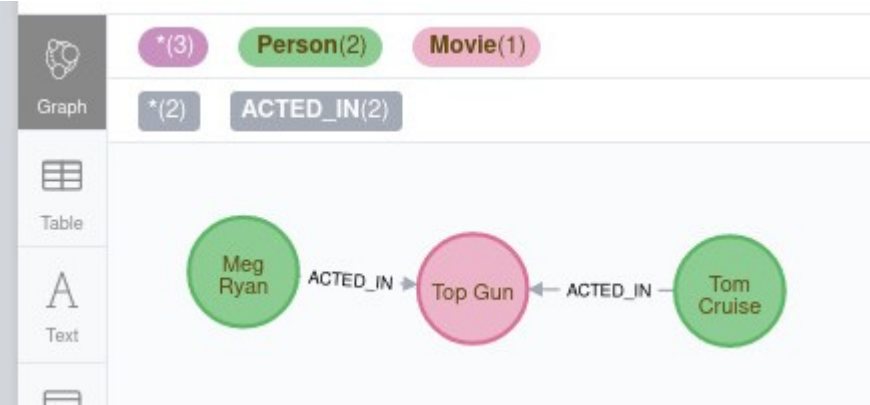 *(3) Person(2) Movie(1)
Graph
*(2) ACTED_IN(2)
Table
Meg
Ryan
ACTED_IN
Top Gun
ACTED_IN
Tom
Cruise
A
Text